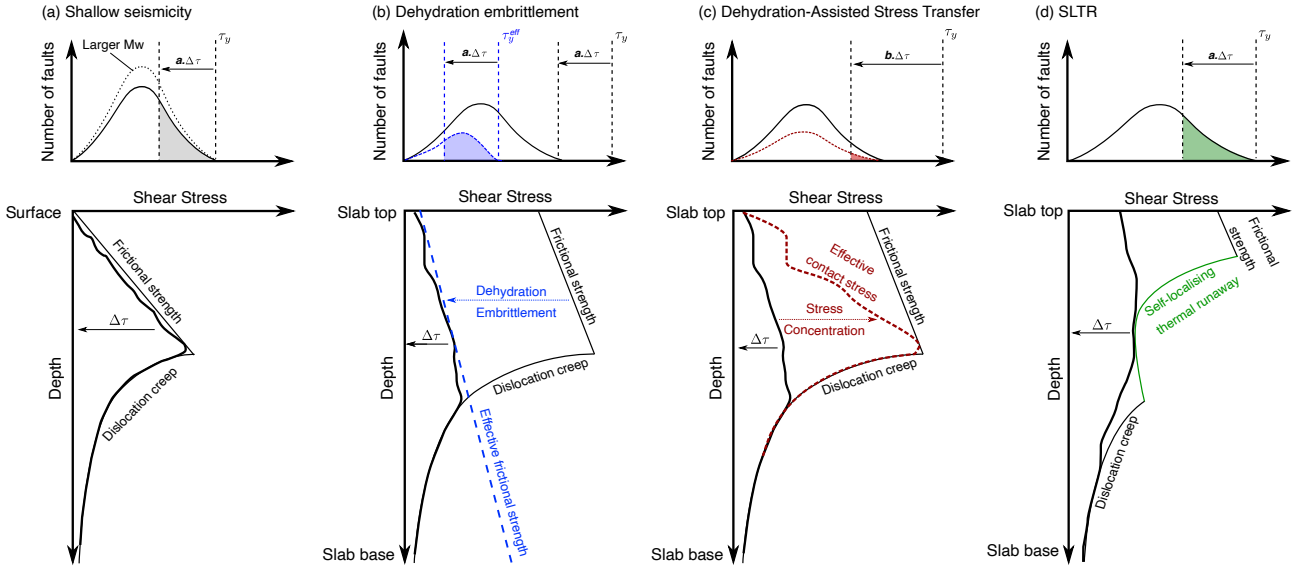 (a) Shallow seismicity
Number of faults
Larger Mw
a.Δτ
τy
Surface
Shear Stress
Depth
Frictional strength
Δτ
Dislocation creep
(b) Dehydration embrittlement
Number of faults
τy^eff
a.Δτ
a.Δτ
τy
Slab top
Shear Stress
Depth
Dehydration
Embrittlement
Frictional strength
Δτ
Dislocation creep
Effective frictional strength
Slab base
(c) Dehydration-Assisted Stress Transfer
Number of faults
b.Δτ
τy
Slab top
Shear Stress
Depth
Effective
contact stress
Frictional strength
Stress
Concentration
Δτ
Dislocation creep
Slab base
(d) SLTR
Number of faults
a.Δτ
τy
Slab top
Shear Stress
Depth
Frictional
strength
Self-localising
thermal runaway
Δτ
Dislocation creep
Slab base